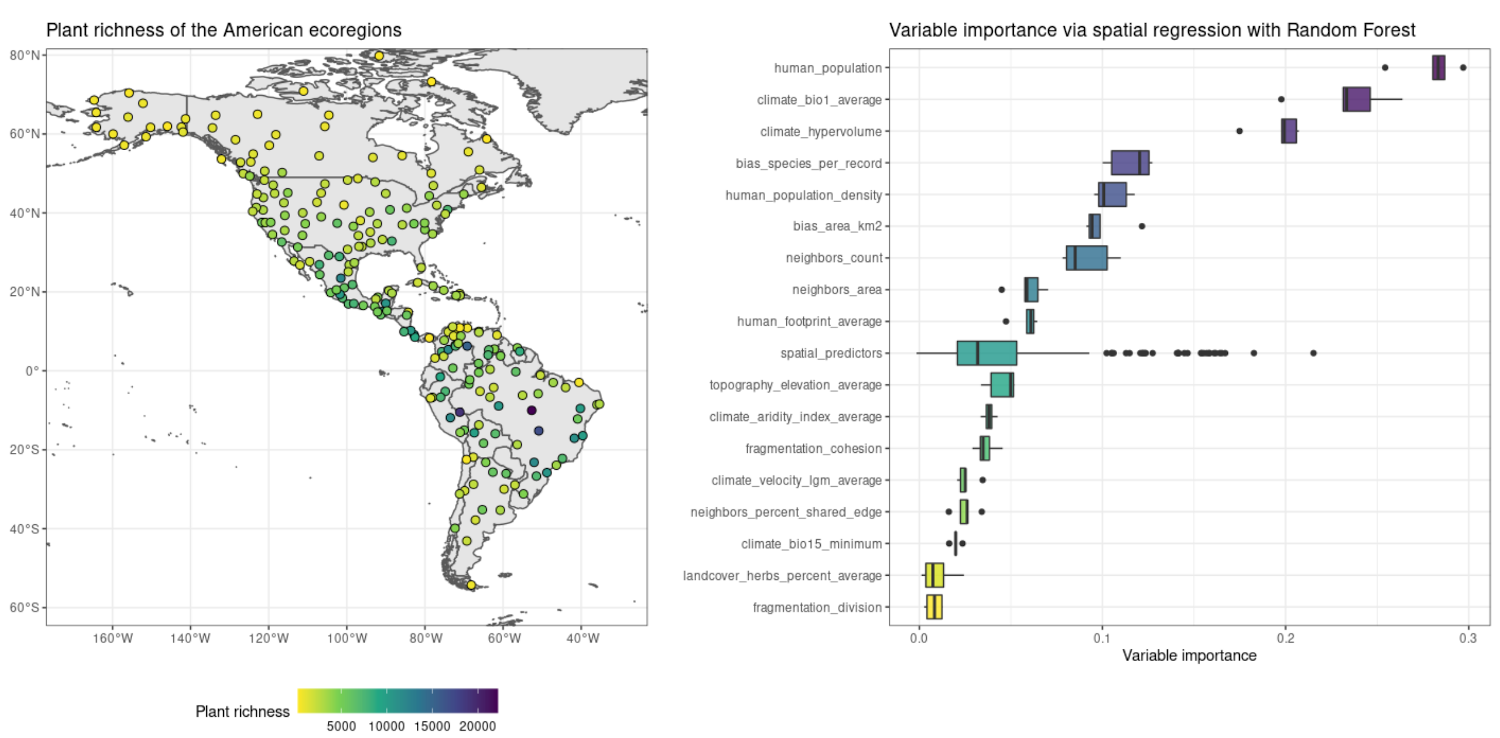 Plant richness of the American ecoregions
80°N
60°N
40°N
20°N
0°
20°S
40°S
60°S
160°W
140°W
120°W
100°W
80°W
60°W
40°W
Plant richness
5000
10000
15000
20000
Variable importance via spatial regression with Random Forest
human_population
climate_bio1_average
climate_hypervolume
bias_species_per_record
human_population_density
bias_area_km2
neighbors_count
neighbors_area
human_footprint_average
spatial_predictors
topography_elevation_average
climate_aridity_index_average
fragmentation_cohesion
climate_velocity_lgm_average
neighbors_percent_shared_edge
climate_bio15_minimum
landcover_herbs_percent_average
fragmentation_division
0.0
0.1
0.2
0.3
Variable importance